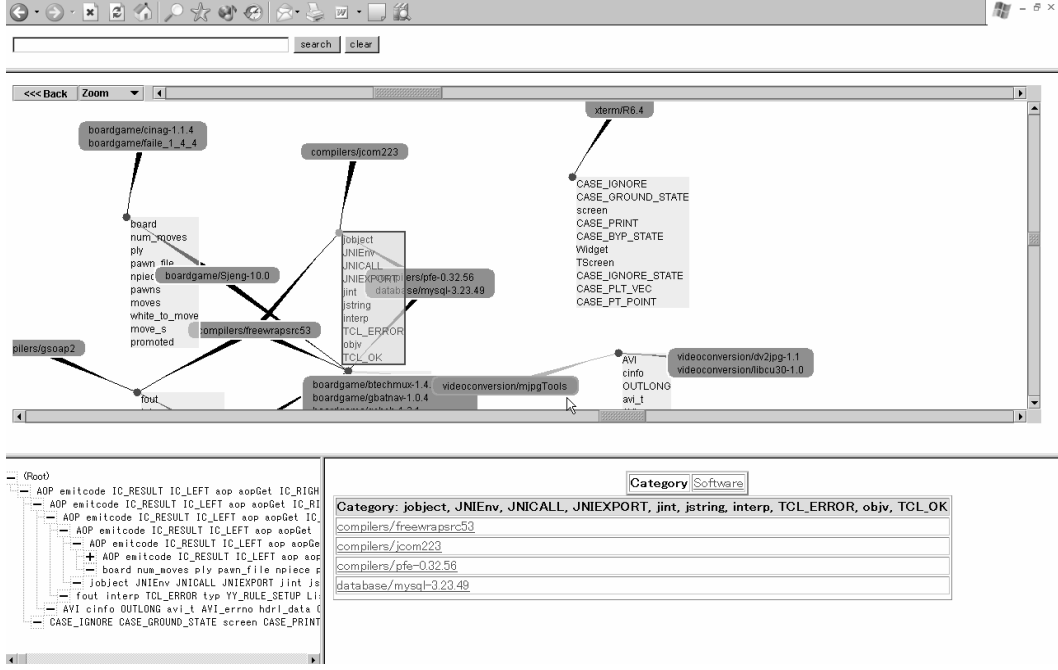 search clear
<<< Back Zoom
boardgame/cinag-1.1.4
boardgame/faile_1_4_4
compilers/jcom223
xterm/R6.4
board
num_moves
ply
pawn_file
npiec
pawns
moves
white_to_move
move_s
promoted
boardgame/Sjeng-10.0
compilers/freewrapsrc53
jobject
JNIEnv
JNICALL
JNIEXPORT
jint
jstring
interp
TCL_ERROR
objv
TCL_OK
ers/pfe-0.32.56
database/mysql-3.23.49
CASE_IGNORE
CASE_GROUND_STATE
screen
CASE_PRINT
CASE_BYP_STATE
Widget
TScreen
CASE_IGNORE_STATE
CASE_PLT_VEC
CASE_PT_POINT
pilers/gsoap2
fout
boardgame/btechmux-1.4.
boardgame/gbatnav-1.0.4
videoconversion/mjpgTools
AVI
cinfo
OUTLONG
avi_t
videoconversion/dv2jpg-1.1
videoconversion/libcu30-1.0
(Root)
AOP emitcode IC_RESULT IC_LEFT aop aopGet IC_RIGH
AOP emitcode IC_RESULT IC_LEFT aop aopGet IC_RI
AOP emitcode IC_RESULT IC_LEFT aop aopGet IC_
AOP emitcode IC_RESULT IC_LEFT aop aopGet
AOP emitcode IC_RESULT IC_LEFT aop aopGe
AOP emitcode IC_RESULT IC_LEFT aop aop
board num_moves ply pawn_file npiece p
jobject JNIEnv JNICALL JNIEXPORT jint js
fout interp TCL_ERROR typ YY_RULE_SETUP Li
AVI cinfo OUTLONG avi_t AVI_errno hdrl_data
CASE_IGNORE CASE_GROUND_STATE screen CASE_PRINT
Category Software
Category: jobject, JNIEnv, JNICALL, JNIEXPORT, jint, jstring, interp, TCL_ERROR, objv, TCL_OK
compilers/freewrapsrc53
compilers/jcom223
compilers/pfe-0.32.56
database/mysql-3.23.49